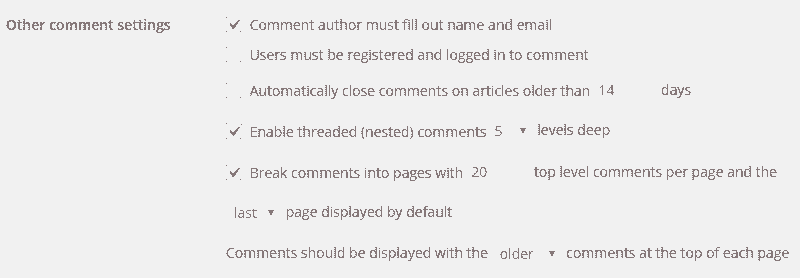 Other comment settings
Comment author must fill out name and email
Users must be registered and logged in to comment
Automatically close comments on articles older than 14 days
Enable threaded (nested) comments 5 levels deep
Break comments into pages with 20 top level comments per page and the
last page displayed by default
Comments should be displayed with the older comments at the top of each page